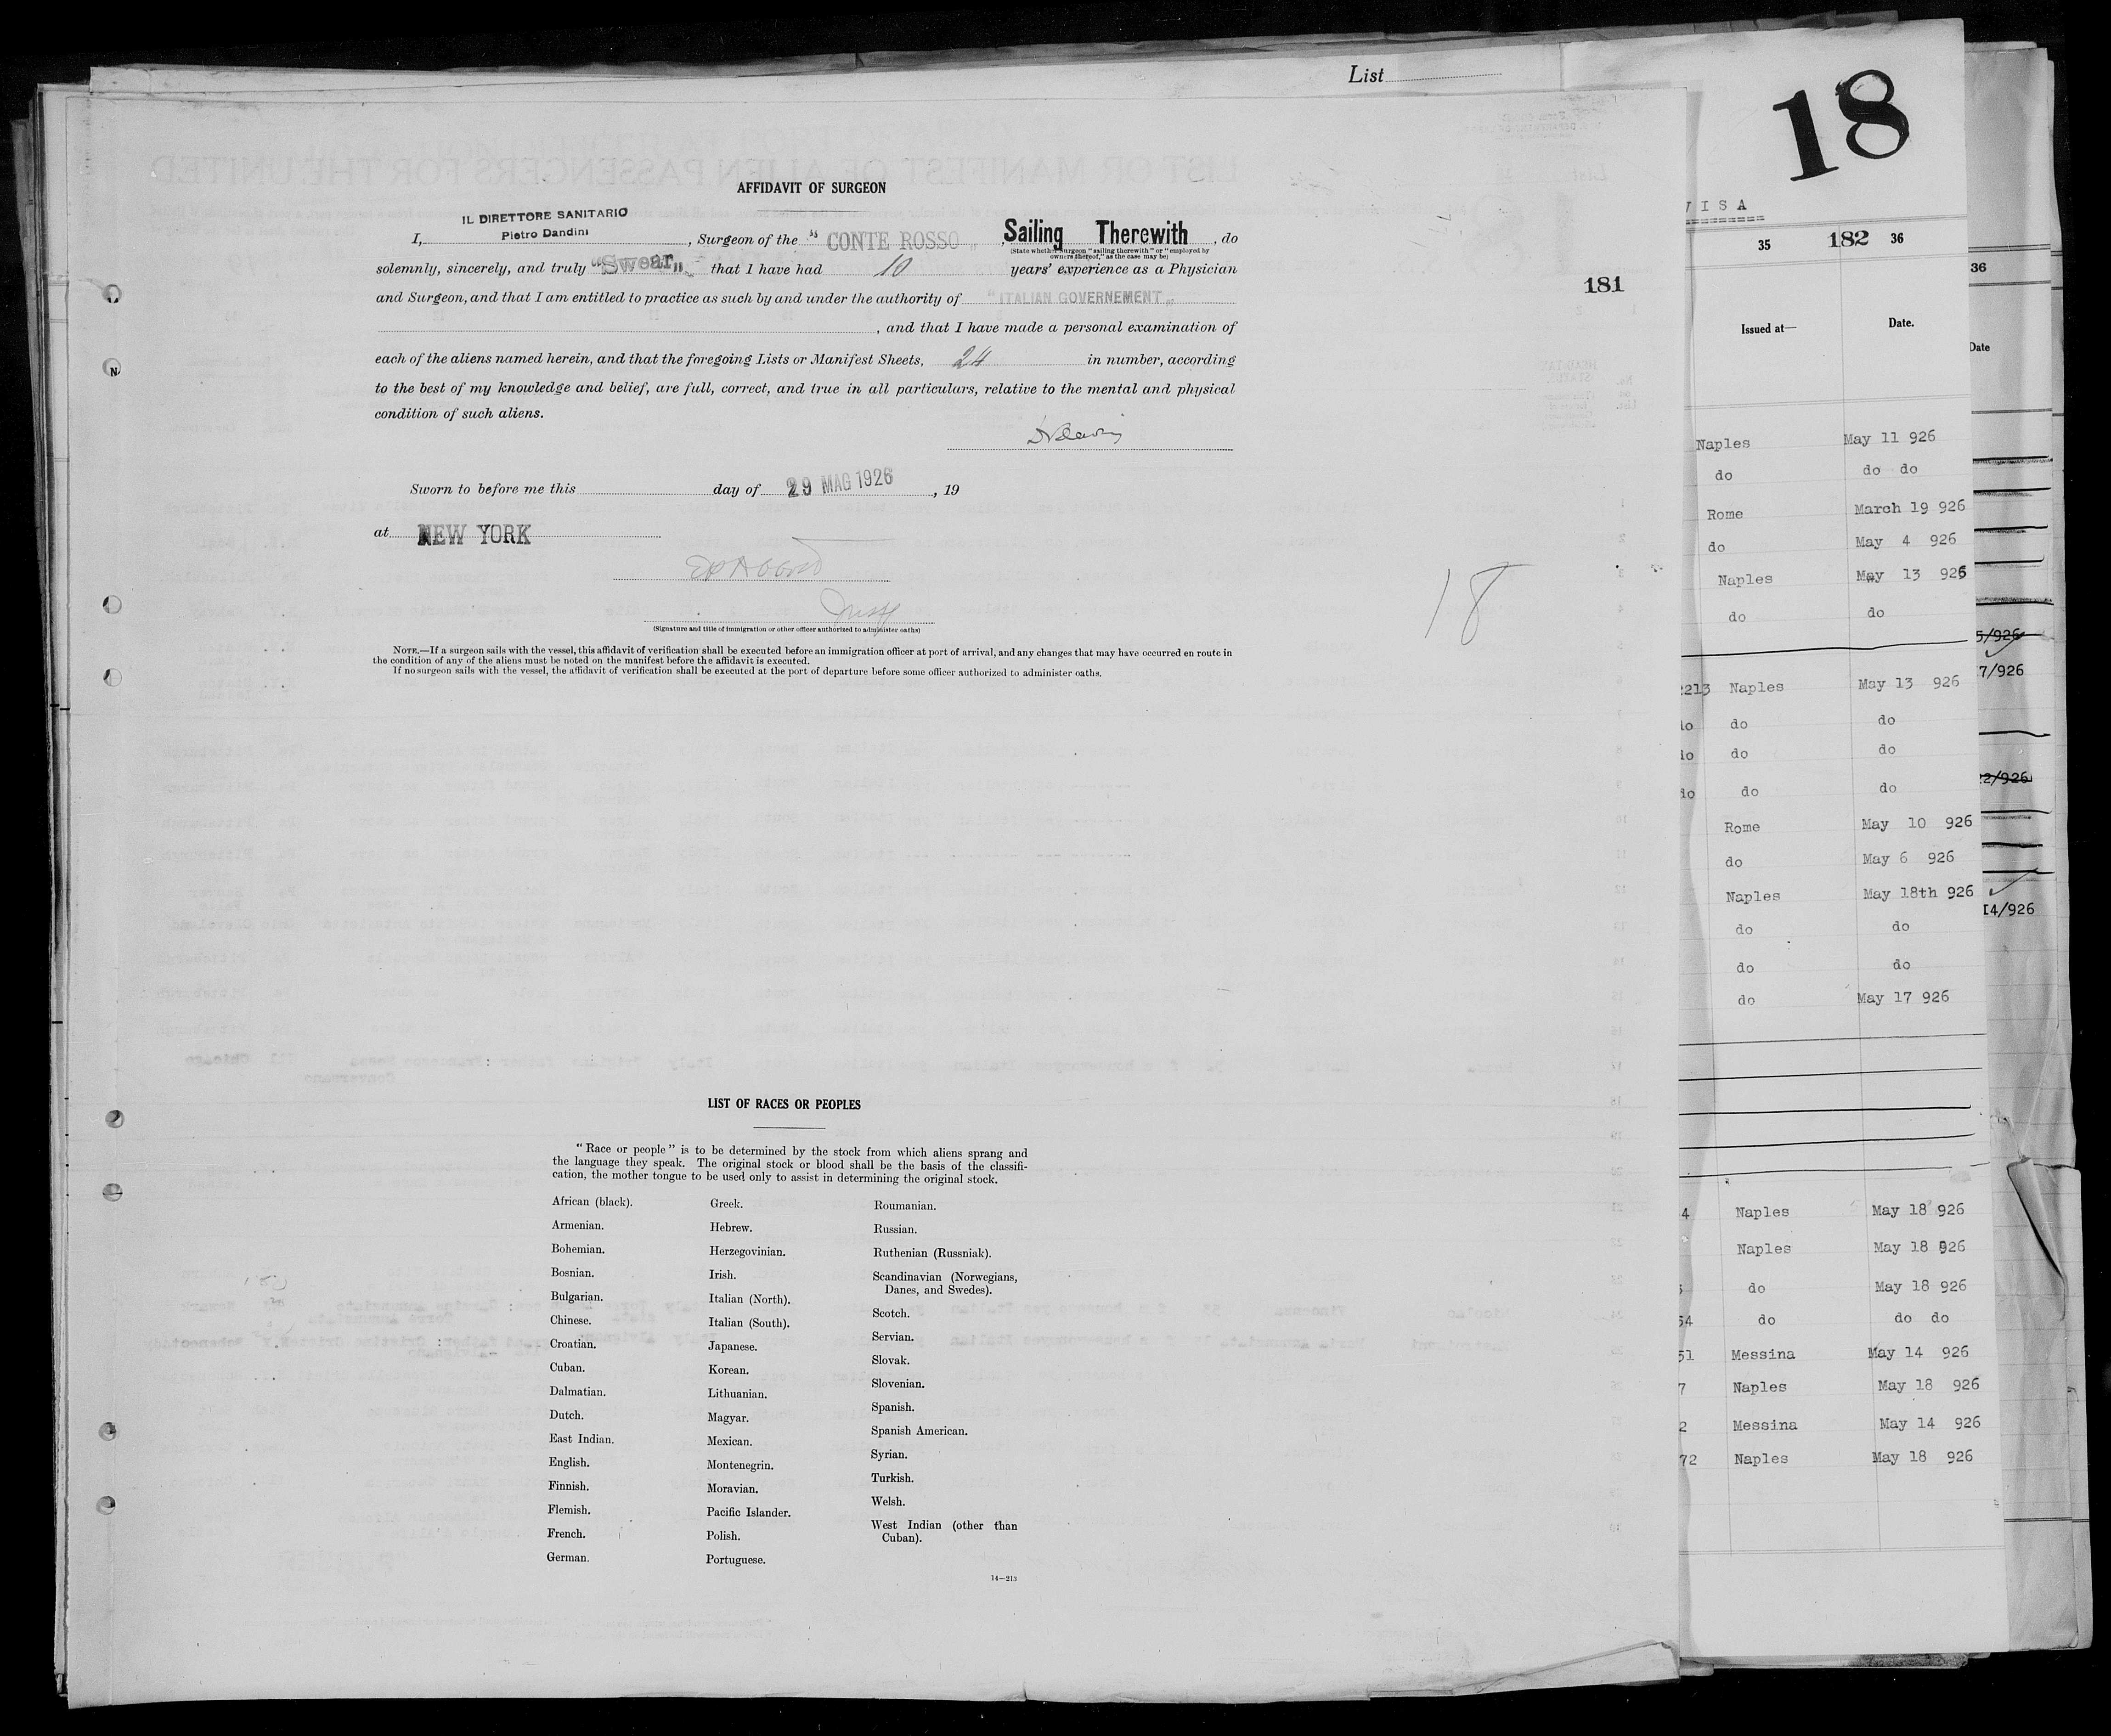 List
18
AFFIDAVIT OF SURGEON
IL DIRETTORE SANITARIO
Pietro Dandini
I, , Surgeon of the "CONTE ROSSO„ , Sailing Therewith , do
(State whether Surgeon "sailing therewith" or "employed by
owners thereof," as the case may be)
solemnly, sincerely, and truly "Swear„ that I have had 10 years' experience as a Physician
and Surgeon, and that I am entitled to practice as such by and under the authority of "ITALIAN GOVERNEMENT„
, and that I have made a personal examination of
each of the aliens named herein, and that the foregoing Lists or Manifest Sheets, 24 in number, according
to the best of my knowledge and belief, are full, correct, and true in all particulars, relative to the mental and physical
condition of such aliens.
Sworn to before me this day of 29 MAG 1926 , 19
at NEW YORK
(Signature and title of immigration or other officer authorized to administer oaths)
NOTE.—If a surgeon sails with the vessel, this affidavit of verification shall be executed before an immigration officer at port of arrival, and any changes that may have occurred en route in
the condition of any of the aliens must be noted on the manifest before the affidavit is executed.
If no surgeon sails with the vessel, the affidavit of verification shall be executed at the port of departure before some officer authorized to administer oaths.
181
18
LIST OF RACES OR PEOPLES
"Race or people" is to be determined by the stock from which aliens sprang and
the language they speak. The original stock or blood shall be the basis of the classifi-
cation, the mother tongue to be used only to assist in determining the original stock.
African (black).
Armenian.
Bohemian.
Bosnian.
Bulgarian.
Chinese.
Croatian.
Cuban.
Dalmatian.
Dutch.
East Indian.
English.
Finnish.
Flemish.
French.
German.
Greek.
Hebrew.
Herzegovinian.
Irish.
Italian (North).
Italian (South).
Japanese.
Korean.
Lithuanian.
Magyar.
Mexican.
Montenegrin.
Moravian.
Pacific Islander.
Polish.
Portuguese.
Roumanian.
Russian.
Ruthenian (Russniak).
Scandinavian (Norwegians,
Danes, and Swedes).
Scotch.
Servian.
Slovak.
Slovenian.
Spanish.
Spanish American.
Syrian.
Turkish.
Welsh.
West Indian (other than
Cuban).
14—213
VISA
35 182 36
Issued at— Date.
Naples May 11 926
do do do
Rome March 19 926
do May 4 926
Naples May 13 926
do do
2213 Naples May 13 926
do do do
do do do
do do do
Rome May 10 926
do May 6 926
Naples May 18th 926
do do
do do
do May 17 926
4 Naples May 18 926
Naples May 18 926
do May 18 926
54 do do do
51 Messina May 14 926
7 Naples May 18 926
2 Messina May 14 926
72 Naples May 18 926
36
Date
5/926
7/926
22/926
14/926